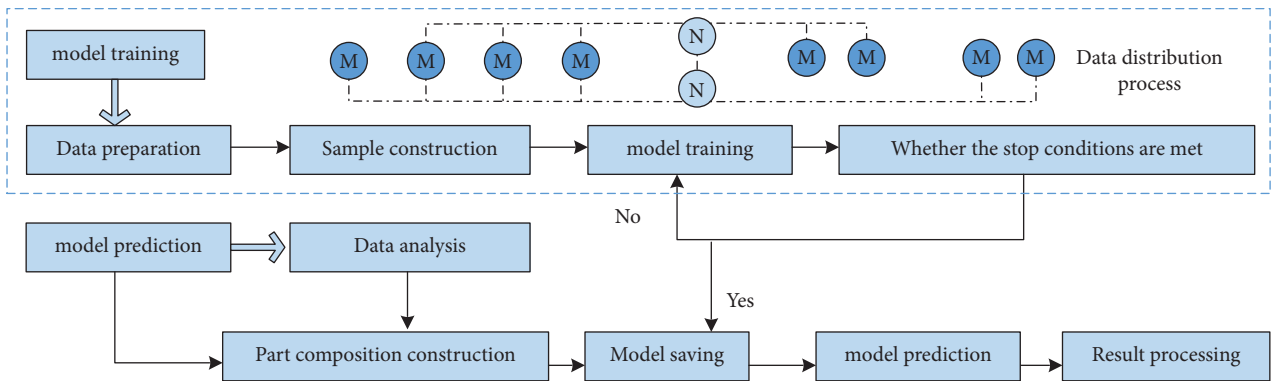 model training
N
M M M M M M M M
N
Data distribution
process
Data preparation
Sample construction
model training
Whether the stop conditions are met
No
model prediction
Data analysis
Yes
Part composition construction
Model saving
model prediction
Result processing